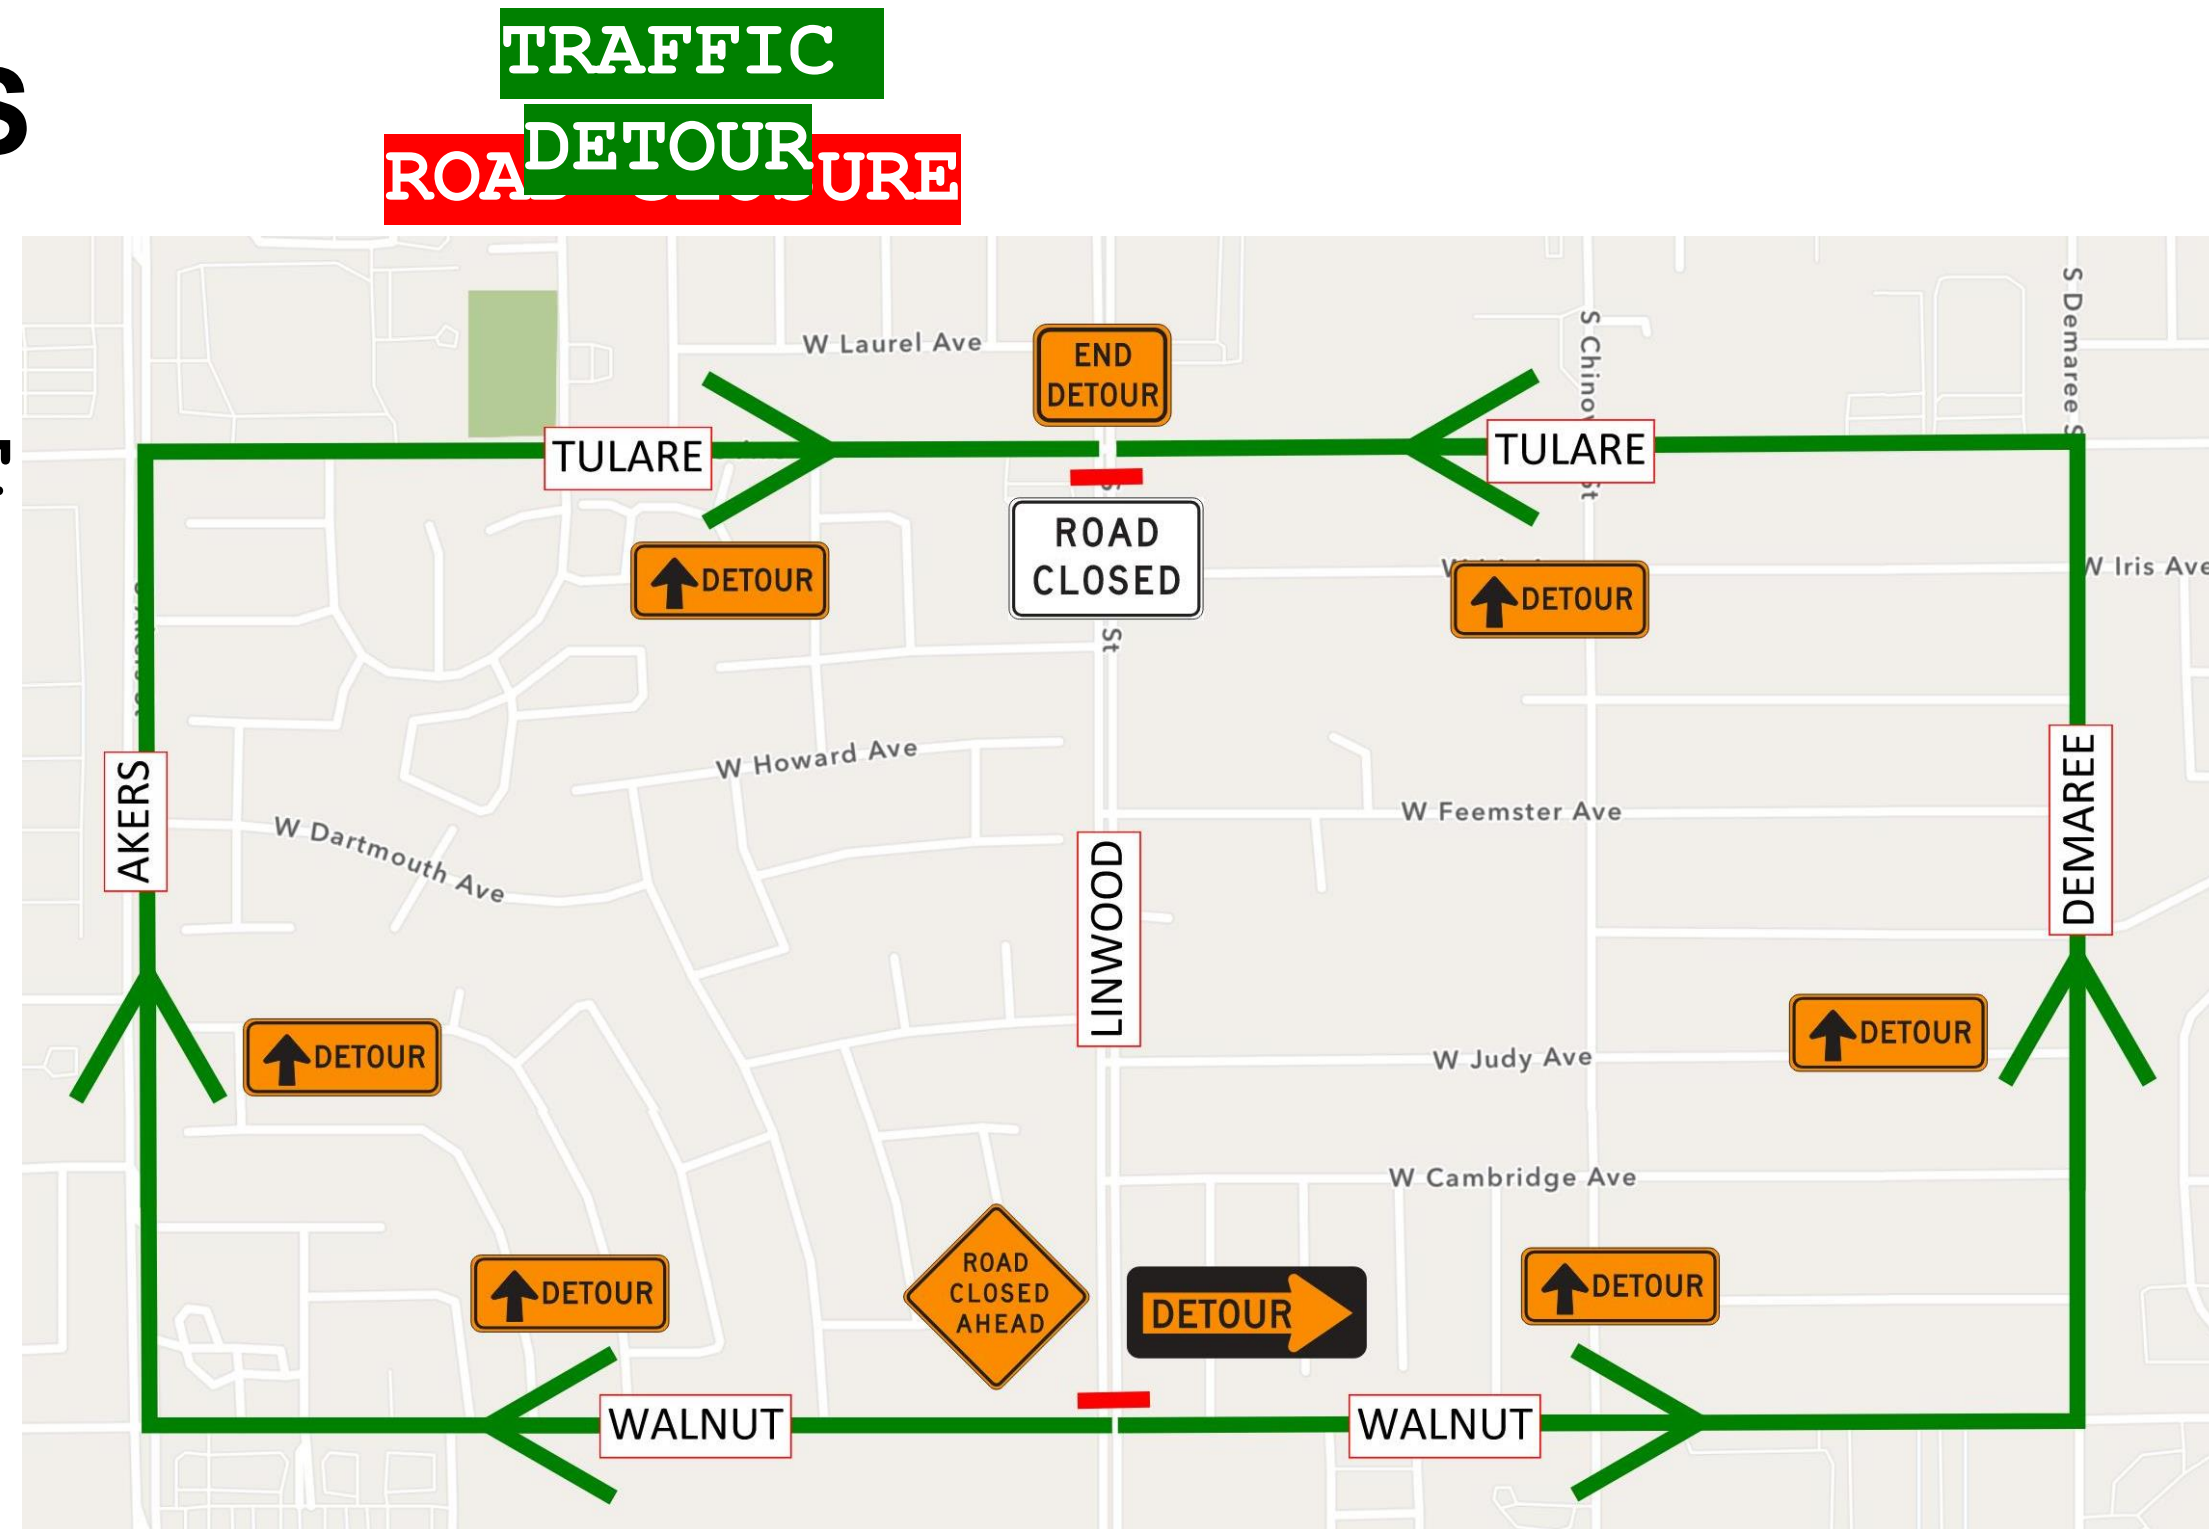 S
TRAFFIC
DETOUR
W Laurel Ave
END
DETOUR
TULARE
TULARE
ROAD
CLOSED
St
DETOUR
DETOUR
W Iris Ave
S Demaree S
AKERS
W Howard Ave
W Dartmouth Ave
W Feemster Ave
LINWOOD
DEMAREE
DETOUR
DETOUR
W Judy Ave
W Cambridge Ave
DETOUR
ROAD
CLOSED
AHEAD
DETOUR
DETOUR
WALNUT
WALNUT